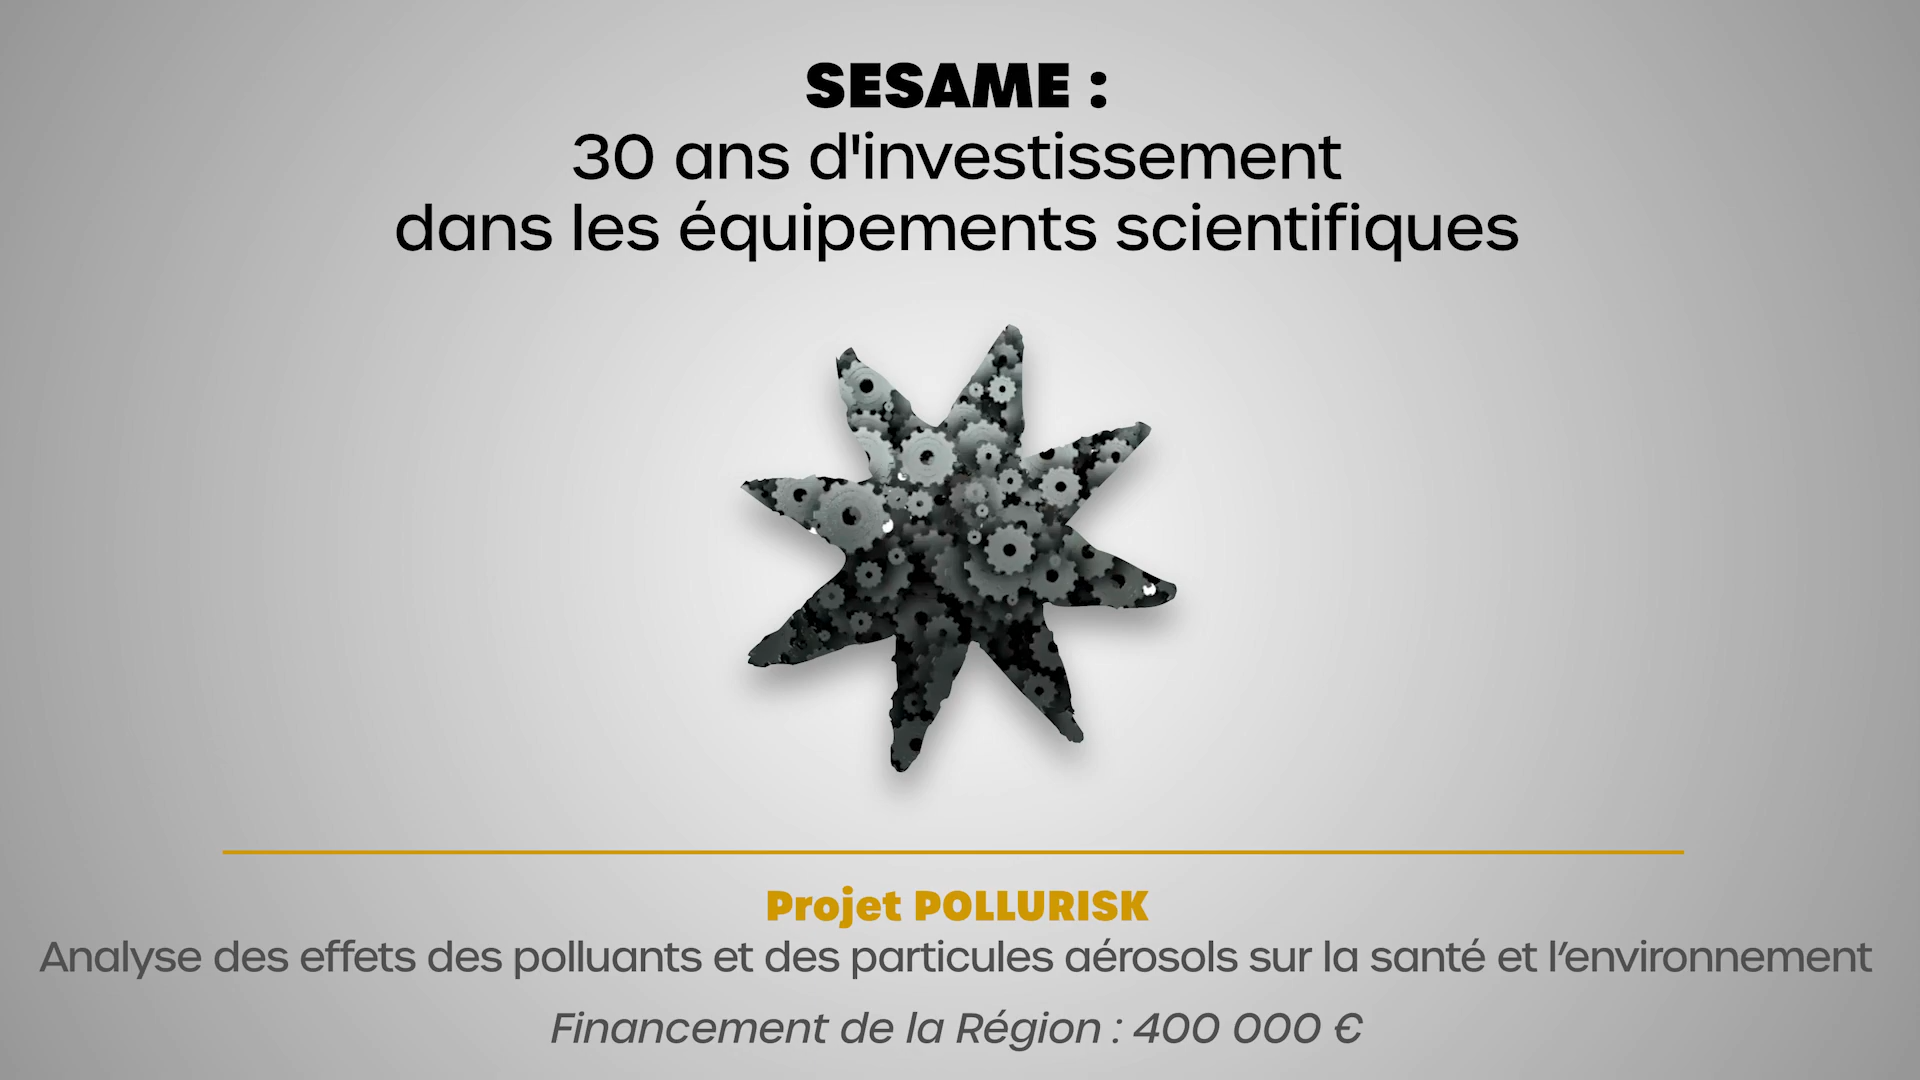 SESAME :
30 ans d'investissement
dans les équipements scientifiques
Projet POLLURISK
Analyse des effets des polluants et des particules aérosols sur la santé et l’environnement
Financement de la Région : 400 000 €